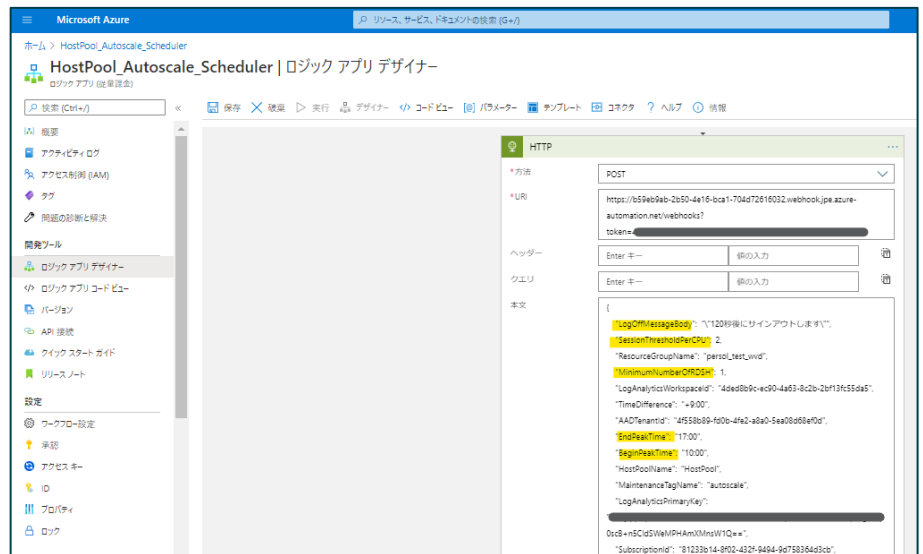 Microsoft Azure
リソース、サービス、ドキュメントの検索 (G+/)
ホーム > HostPool_Autoscale_Scheduler
HostPool_Autoscale_Scheduler | ロジック アプリ デザイナー
ロジック アプリ (従量課金)
検索 (Ctrl+/)
«
保存 破棄 実行 デザイナー コード ビュー パラメーター テンプレート コネクタ ヘルプ 情報
概要
アクティビティ ログ
アクセス制御 (IAM)
タグ
問題の診断と解決
開発ツール
ロジック アプリ デザイナー
ロジック アプリ コード ビュー
バージョン
API 接続
クイック スタート ガイド
リリース ノート
設定
ワークフロー設定
承認
アクセス キー
ID
プロパティ
ロック
HTTP
*方法
POST
*URI
https://b59eb9ab-2b50-4e16-bca1-704d72616032.webhook.jpe.azure-
automation.net/webhooks?
token=
ヘッダー
Enter キー 値の入力
クエリ
Enter キー 値の入力
本文
{
"LogOffMessageBody": "\"120秒後にサインアウトします\"",
"SessionThresholdPerCPU": 2,
"ResourceGroupName": "persol_test_wvd",
"MinimumNumberOfRDSH": 1,
"LogAnalyticsWorkspaceId": "4ded8b9c-ec90-4a63-8c2b-2bf13fc55da5",
"TimeDifference": "+9:00",
"AADTenantId": "4f558b89-fd0b-4fe2-a8a0-5ea08d68ef0d",
"EndPeakTime": "17:00",
"BeginPeakTime": "10:00",
"HostPoolName": "HostPool",
"MaintenanceTagName": "autoscale",
"LogAnalyticsPrimaryKey":
0scB+n5CldSWeMPHAmXMnsW1Q==",
"SubscriptionId": "81233b14-8f02-432f-9494-9d758364d3cb",